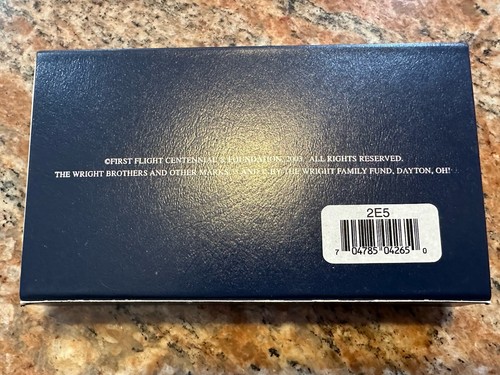 ©FIRST FLIGHT CENTENNIAL FOUNDATION, 2003. ALL RIGHTS RESERVED.
THE WRIGHT BROTHERS AND OTHER MARKS AND © BY THE WRIGHT FAMILY FUND, DAYTON, OH!
2E5
7 04785 04265 0